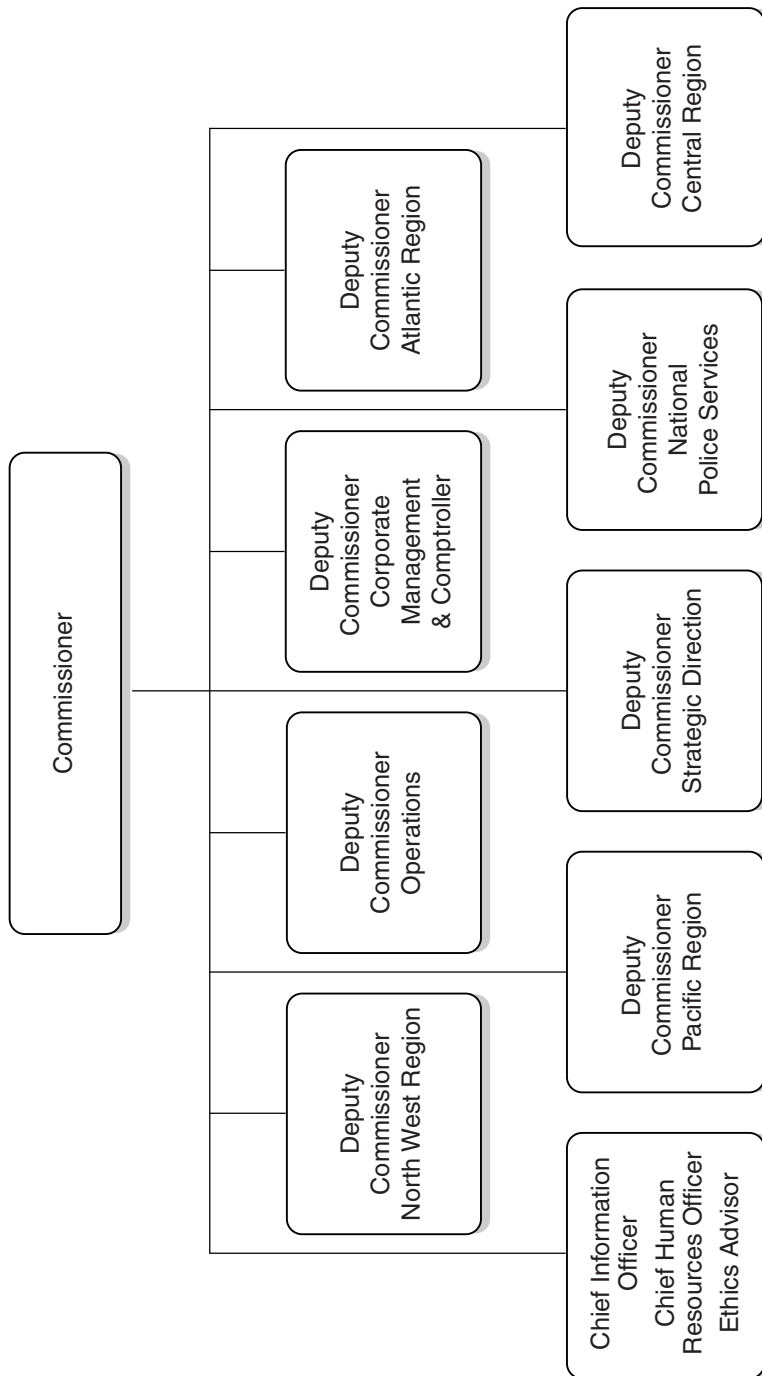 Commissioner
Deputy
Commissioner
North West Region
Deputy
Commissioner
Operations
Deputy
Commissioner
Corporate
Management
& Comptroller
Deputy
Commissioner
Atlantic Region
Chief Information
Officer
Chief Human
Resources Officer
Ethics Advisor
Deputy
Commissioner
Pacific Region
Deputy
Commissioner
Strategic Direction
Deputy
Commissioner
National
Police Services
Deputy
Commissioner
Central Region